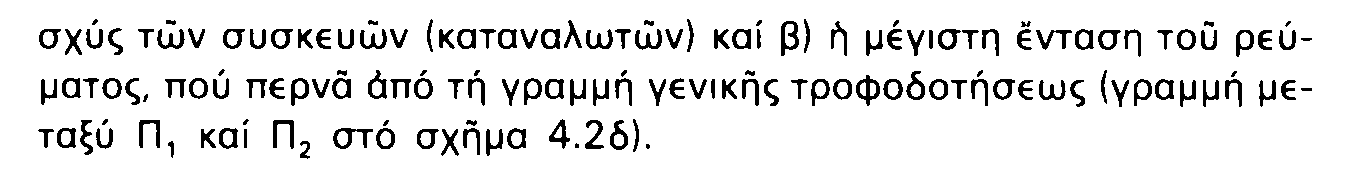 σχύς τῶν συσκευῶν (καταναλωτῶν) καί β) ἡ μέγιστη ἔνταση τοῦ ρεύ-
ματος, πού περνᾶ ἀπό τή γραμμή γενικῆς τροφοδοτήσεως (γραμμή με-
ταξύ Π₁ καί Π₂ στό σχῆμα 4.2δ).